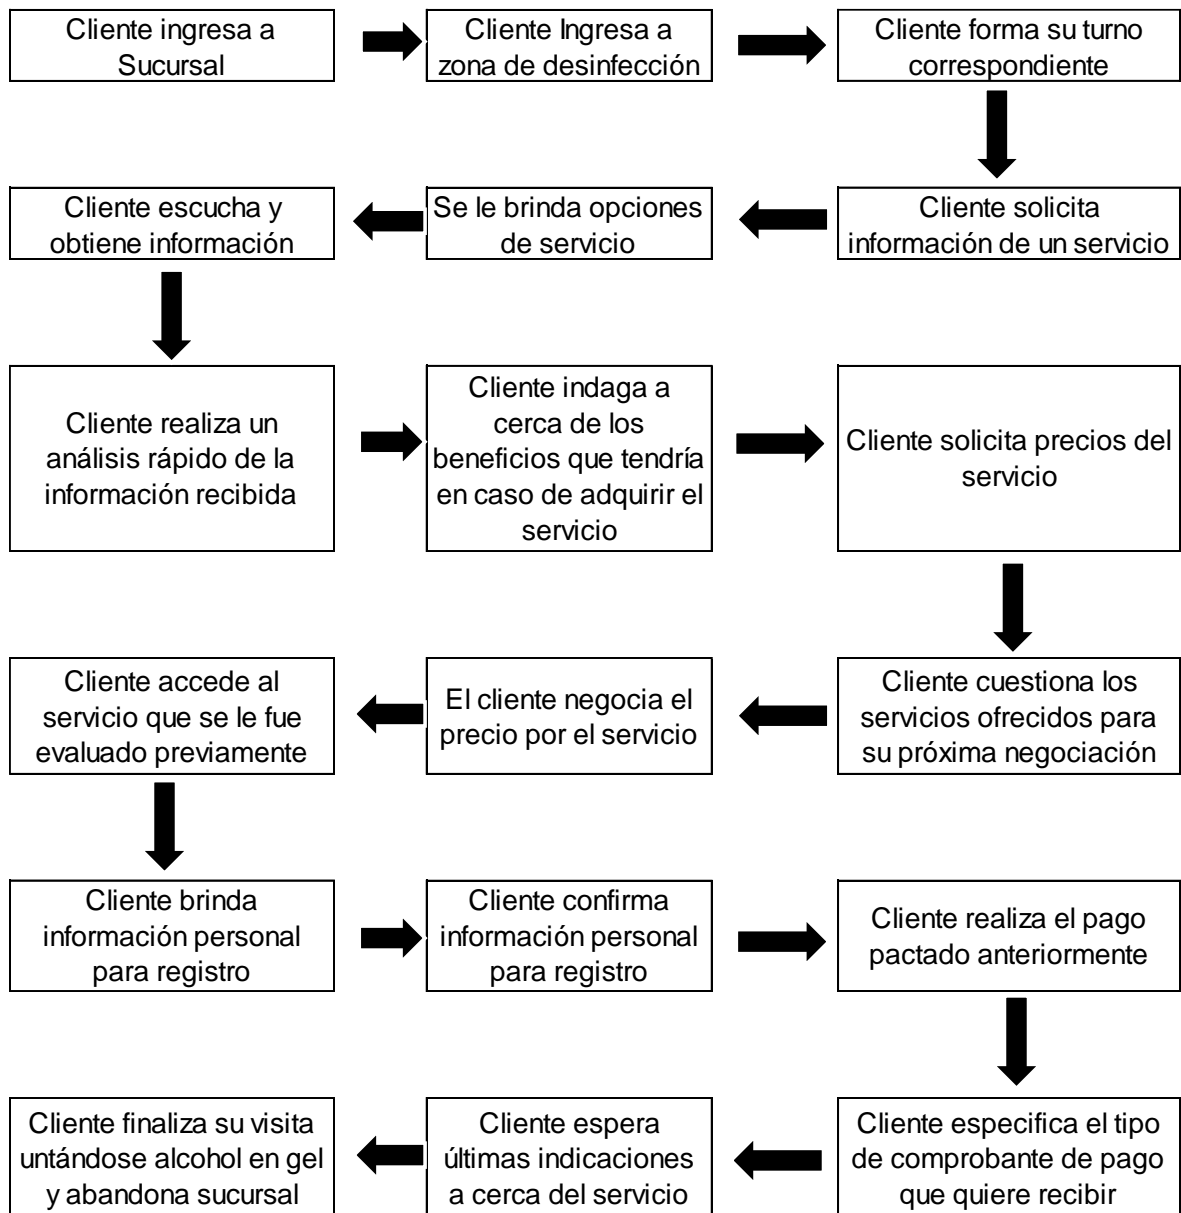 Cliente ingresa a
Sucursal
Cliente Ingresa a
zona de desinfección
Cliente forma su turno
correspondiente
Cliente solicita
información de un servicio
Se le brinda opciones
de servicio
Cliente escucha y
obtiene información
Cliente realiza un
análisis rápido de la
información recibida
Cliente indaga a
cerca de los
beneficios que tendría
en caso de adquirir el
servicio
Cliente solicita precios del
servicio
Cliente cuestiona los
servicios ofrecidos para
su próxima negociación
El cliente negocia el
precio por el servicio
Cliente accede al
servicio que se le fue
evaluado previamente
Cliente brinda
información personal
para registro
Cliente confirma
información personal
para registro
Cliente realiza el pago
pactado anteriormente
Cliente especifica el tipo
de comprobante de pago
que quiere recibir
Cliente espera
últimas indicaciones
a cerca del servicio
Cliente finaliza su visita
untándose alcohol en gel
y abandona sucursal